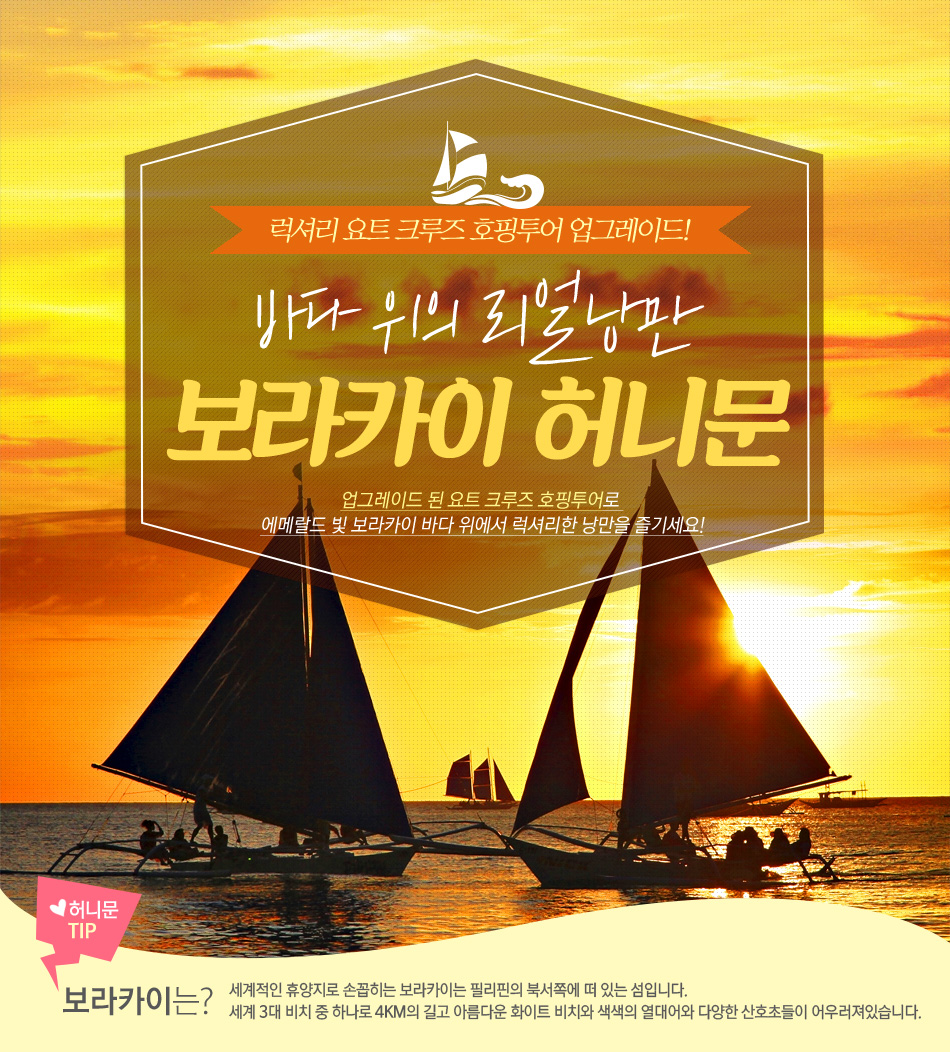 럭셔리 요트 크루즈 호핑투어 업그레이드!
바다 위의 리얼낭만
보라카이 허니문
업그레이드 된 요트 크루즈 호핑투어로
에메랄드 빛 보라카이 바다 위에서 럭셔리한 낭만을 즐기세요!
허니문
TIP
보라카이는?
세계적인 휴양지로 손꼽히는 보라카이는 필리핀의 북서쪽에 떠 있는 섬입니다.
세계 3대 비치 중 하나로 4KM의 길고 아름다운 화이트 비치와 색색의 열대어와 다양한 산호초들이 어우러져있습니다.